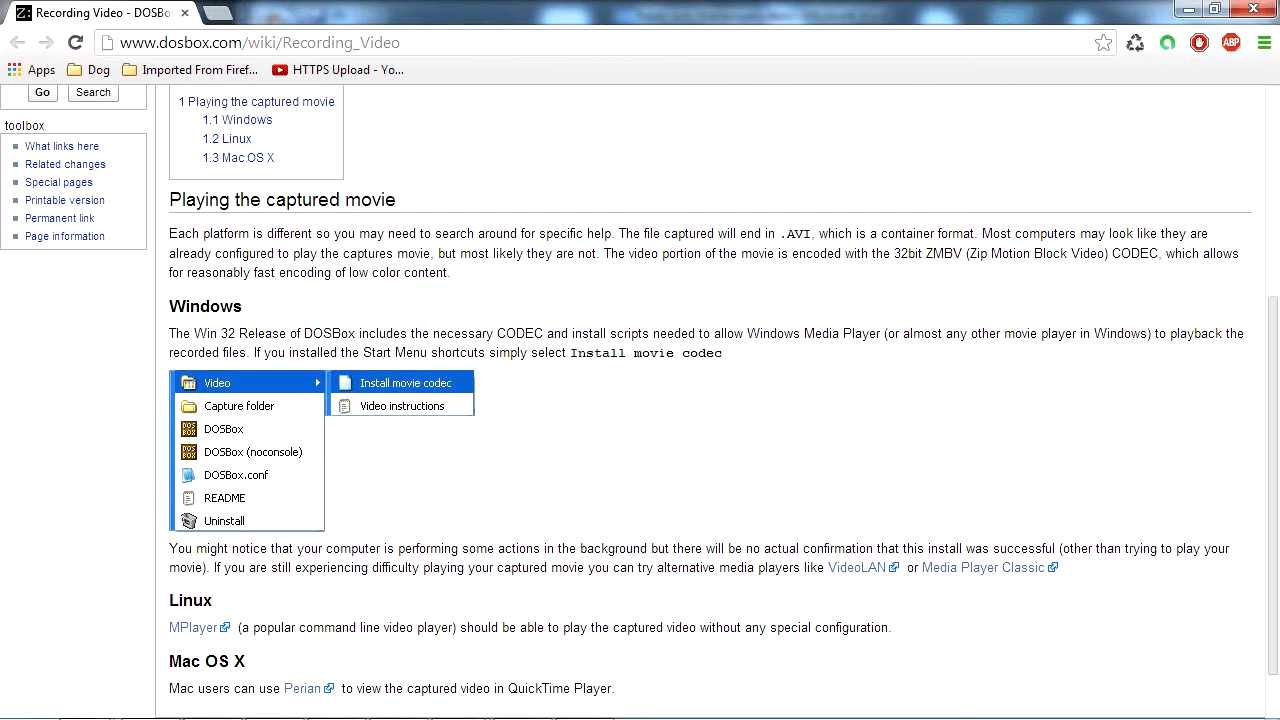 Recording Video - DOSBo
www.dosbox.com/wiki/Recording_Video
ABP
Apps Dog Imported From Firef... HTTPS Upload - Yo...
Go Search
toolbox
What links here
Related changes
Special pages
Printable version
Permanent link
Page information
1 Playing the captured movie
1.1 Windows
1.2 Linux
1.3 Mac OS X
Playing the captured movie
Each platform is different so you may need to search around for specific help. The file captured will end in .AVI, which is a container format. Most computers may look like they are
already configured to play the captures movie, but most likely they are not. The video portion of the movie is encoded with the 32bit ZMBV (Zip Motion Block Video) CODEC, which allows
for reasonably fast encoding of low color content.
Windows
The Win 32 Release of DOSBox includes the necessary CODEC and install scripts needed to allow Windows Media Player (or almost any other movie player in Windows) to playback the
recorded files. If you installed the Start Menu shortcuts simply select Install movie codec
Video Install movie codec
Capture folder Video instructions
DOSBox
DOSBox (noconsole)
DOSBox.conf
README
Uninstall
You might notice that your computer is performing some actions in the background but there will be no actual confirmation that this install was successful (other than trying to play your
movie). If you are still experiencing difficulty playing your captured movie you can try alternative media players like VideoLAN or Media Player Classic
Linux
MPlayer (a popular command line video player) should be able to play the captured video without any special configuration.
Mac OS X
Mac users can use Perian to view the captured video in QuickTime Player.